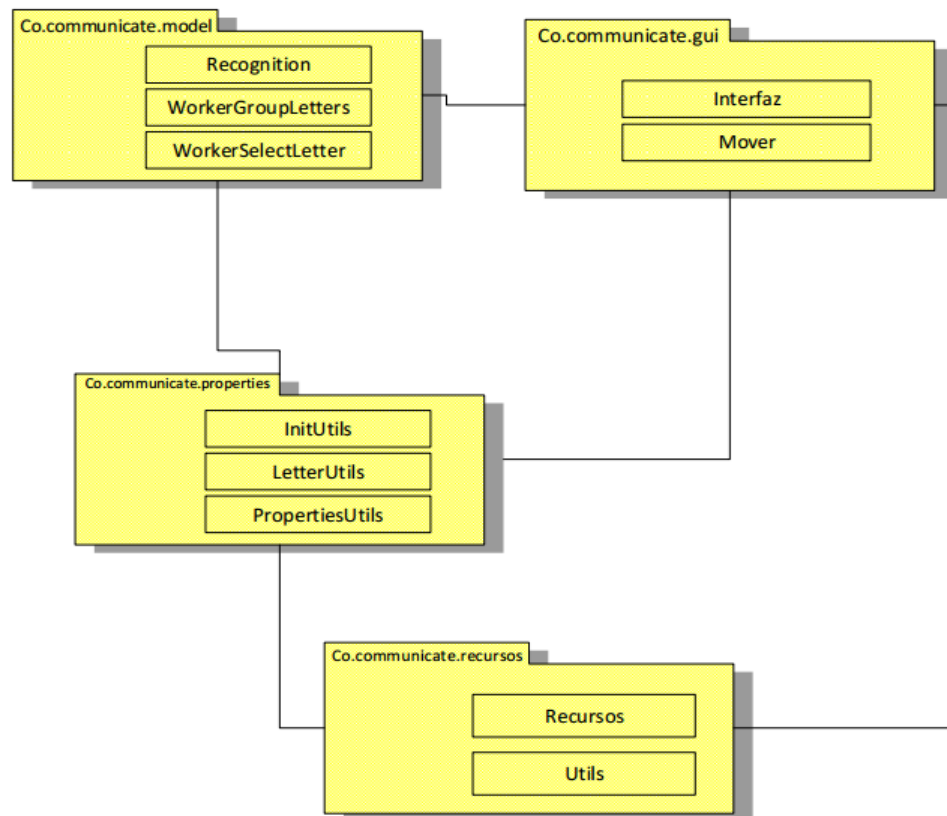 Co.communicate.model
Recognition
WorkerGroupLetters
WorkerSelectLetter
Co.communicate.gui
Interfaz
Mover
Co.communicate.properties
InitUtils
LetterUtils
PropertiesUtils
Co.communicate.recursos
Recursos
Utils